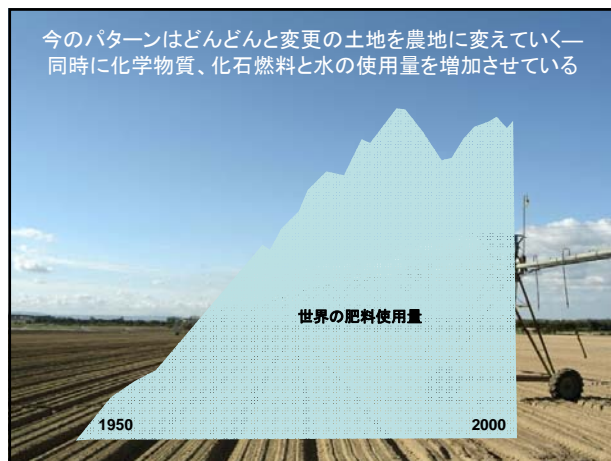 今のパターンはどんどんと変更の土地を農地に変えていく—
同時に化学物質、化石燃料と水の使用量を増加させている
世界の肥料使用量
1950
2000